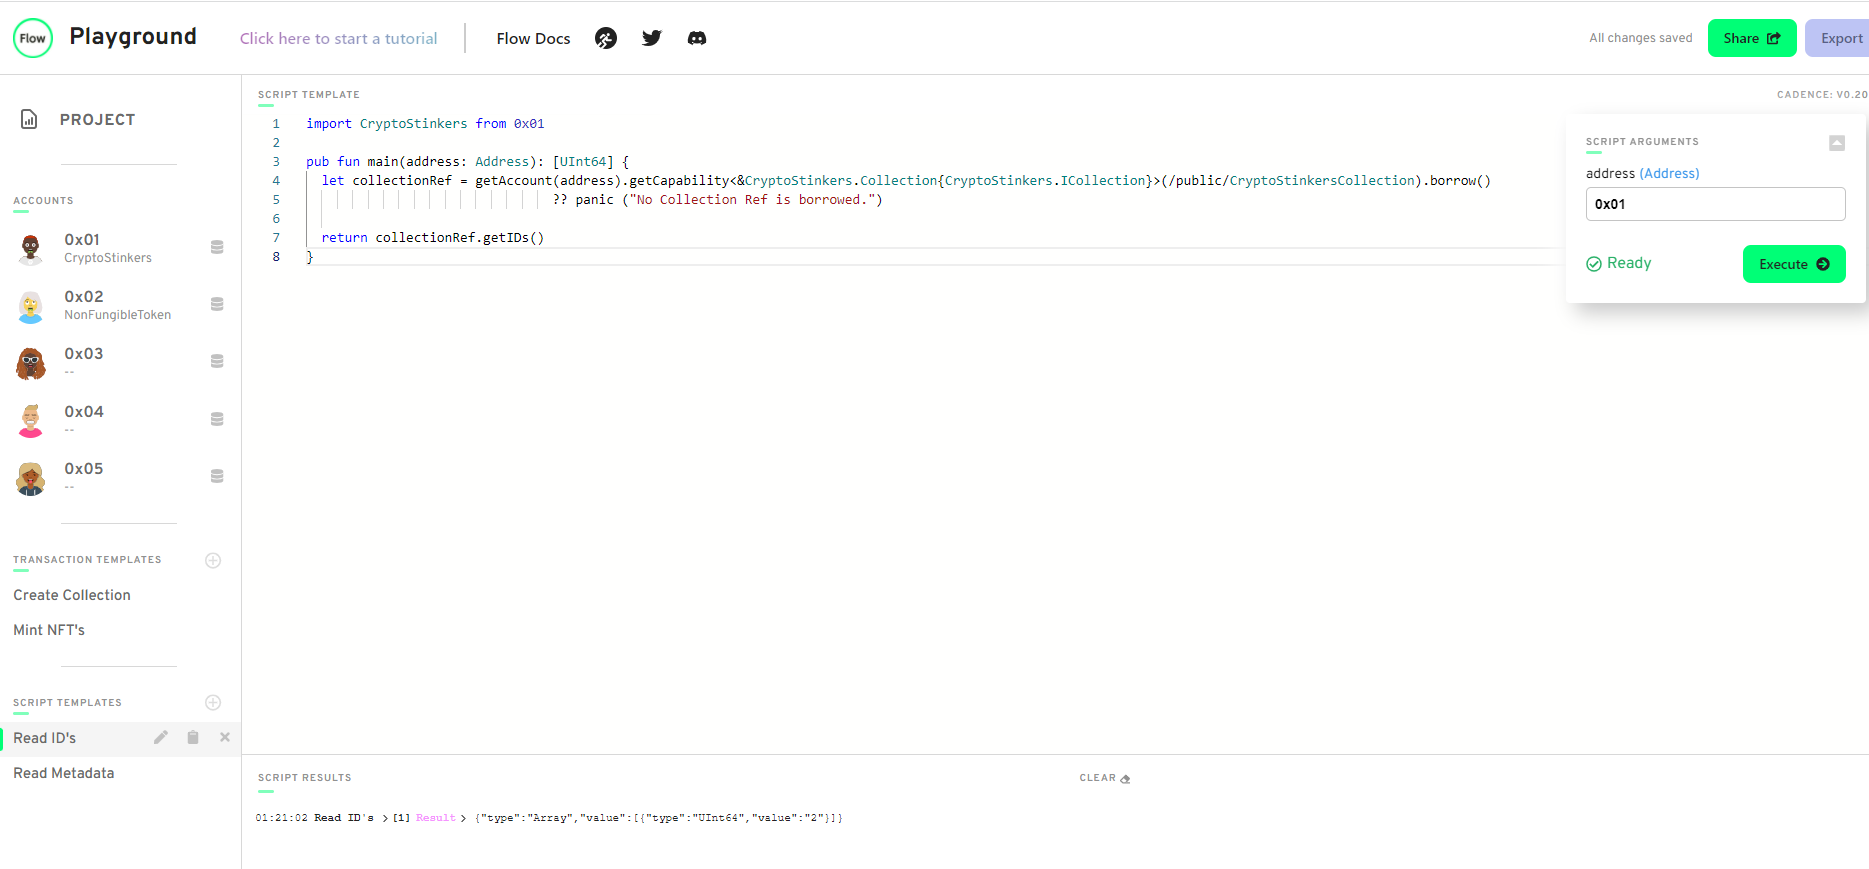 Flow Playground Click here to start a tutorial Flow Docs All changes saved Share Export
PROJECT
ACCOUNTS
0x01
CryptoStinkers
0x02
NonFungibleToken
0x03
--
0x04
--
0x05
--
TRANSACTION TEMPLATES
Create Collection
Mint NFT's
SCRIPT TEMPLATES
Read ID's
Read Metadata
SCRIPT TEMPLATE
CADENCE: V0.20
1 import CryptoStinkers from 0x01
2
3 pub fun main(address: Address): [UInt64] {
4 let collectionRef = getAccount(address).getCapability<&CryptoStinkers.Collection{CryptoStinkers.ICollection}>(/public/CryptoStinkersCollection).borrow()
5 ?? panic ("No Collection Ref is borrowed.")
6
7 return collectionRef.getIDs()
8 }
SCRIPT ARGUMENTS
address (Address)
0x01
Ready Execute
SCRIPT RESULTS CLEAR
01:21:02 Read ID's > [1] Result > {"type":"Array","value":[{"type":"UInt64","value":"2"}]}